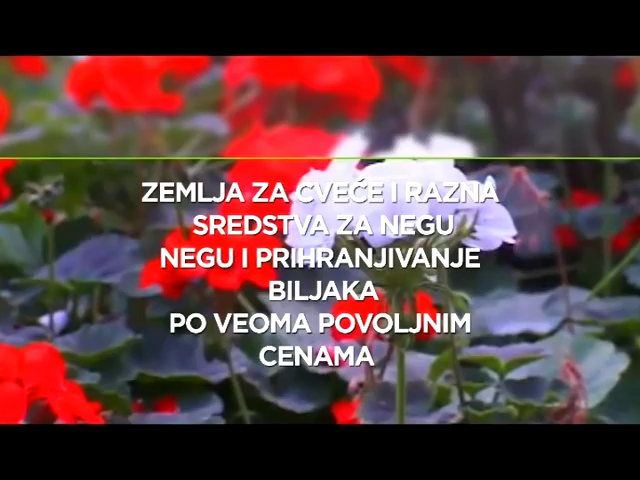 ZEMLJA ZA CVEĆE I RAZNA
SREDSTVA ZA NEGU
NEGU I PRIHRANJIVANJE
BILJAKA
PO VEOMA POVOLJNIM
CENAMA